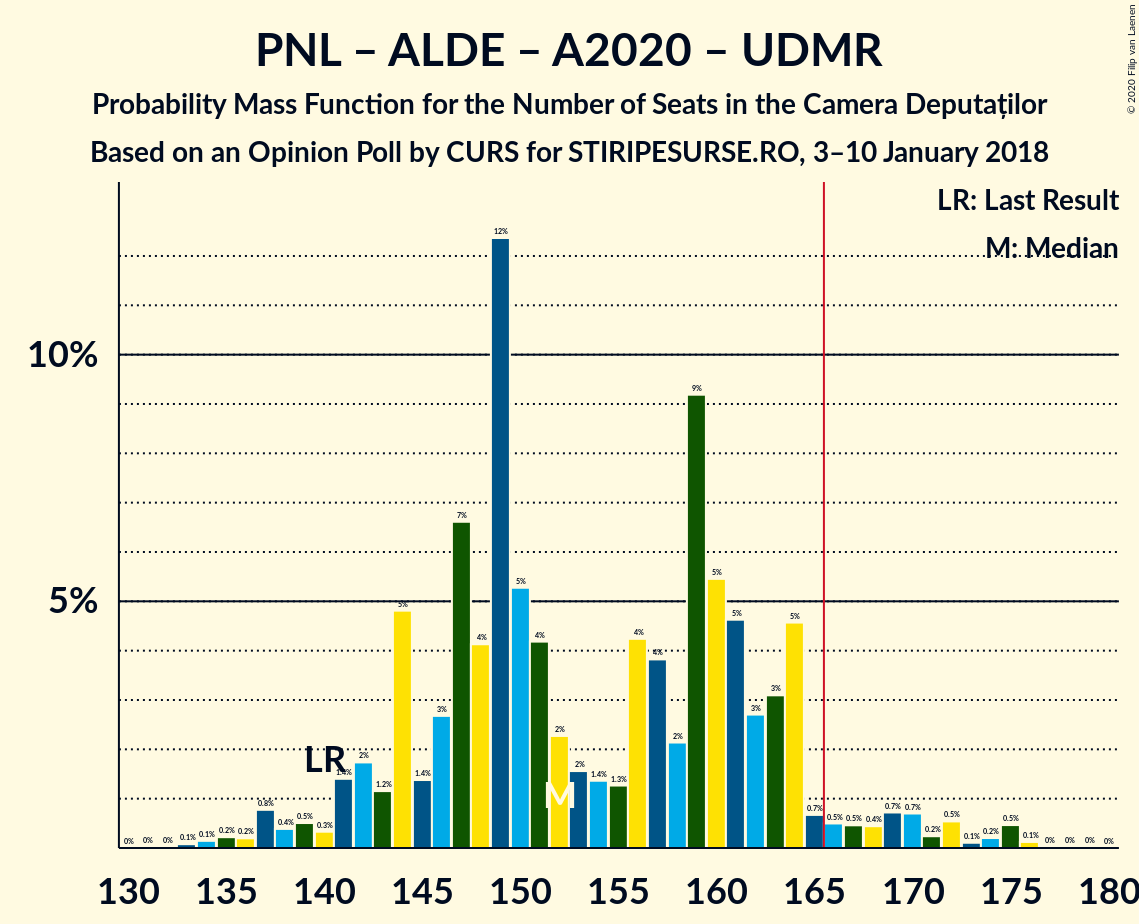 © 2020 Filip van Laenen
PNL – ALDE – A2020 – UDMR
Probability Mass Function for the Number of Seats in the Camera Deputaților
Based on an Opinion Poll by CURS for STIRIPESURSE.RO, 3–10 January 2018
LR: Last Result
M: Median
10%
5%
LR
M
0% 0% 0% 0.1% 0.1% 0.2% 0.2% 0.8% 0.4% 0.5% 0.3% 1.4% 2% 1.2% 5% 1.4% 3% 7% 4% 12% 5% 4% 2% 2% 1.4% 1.3% 4% 4% 2% 9% 5% 5% 3% 3% 5% 0.7% 0.5% 0.5% 0.4% 0.7% 0.7% 0.2% 0.5% 0.1% 0.2% 0.5% 0.1% 0% 0% 0% 0%
130 135 140 145 150 155 160 165 170 175 180